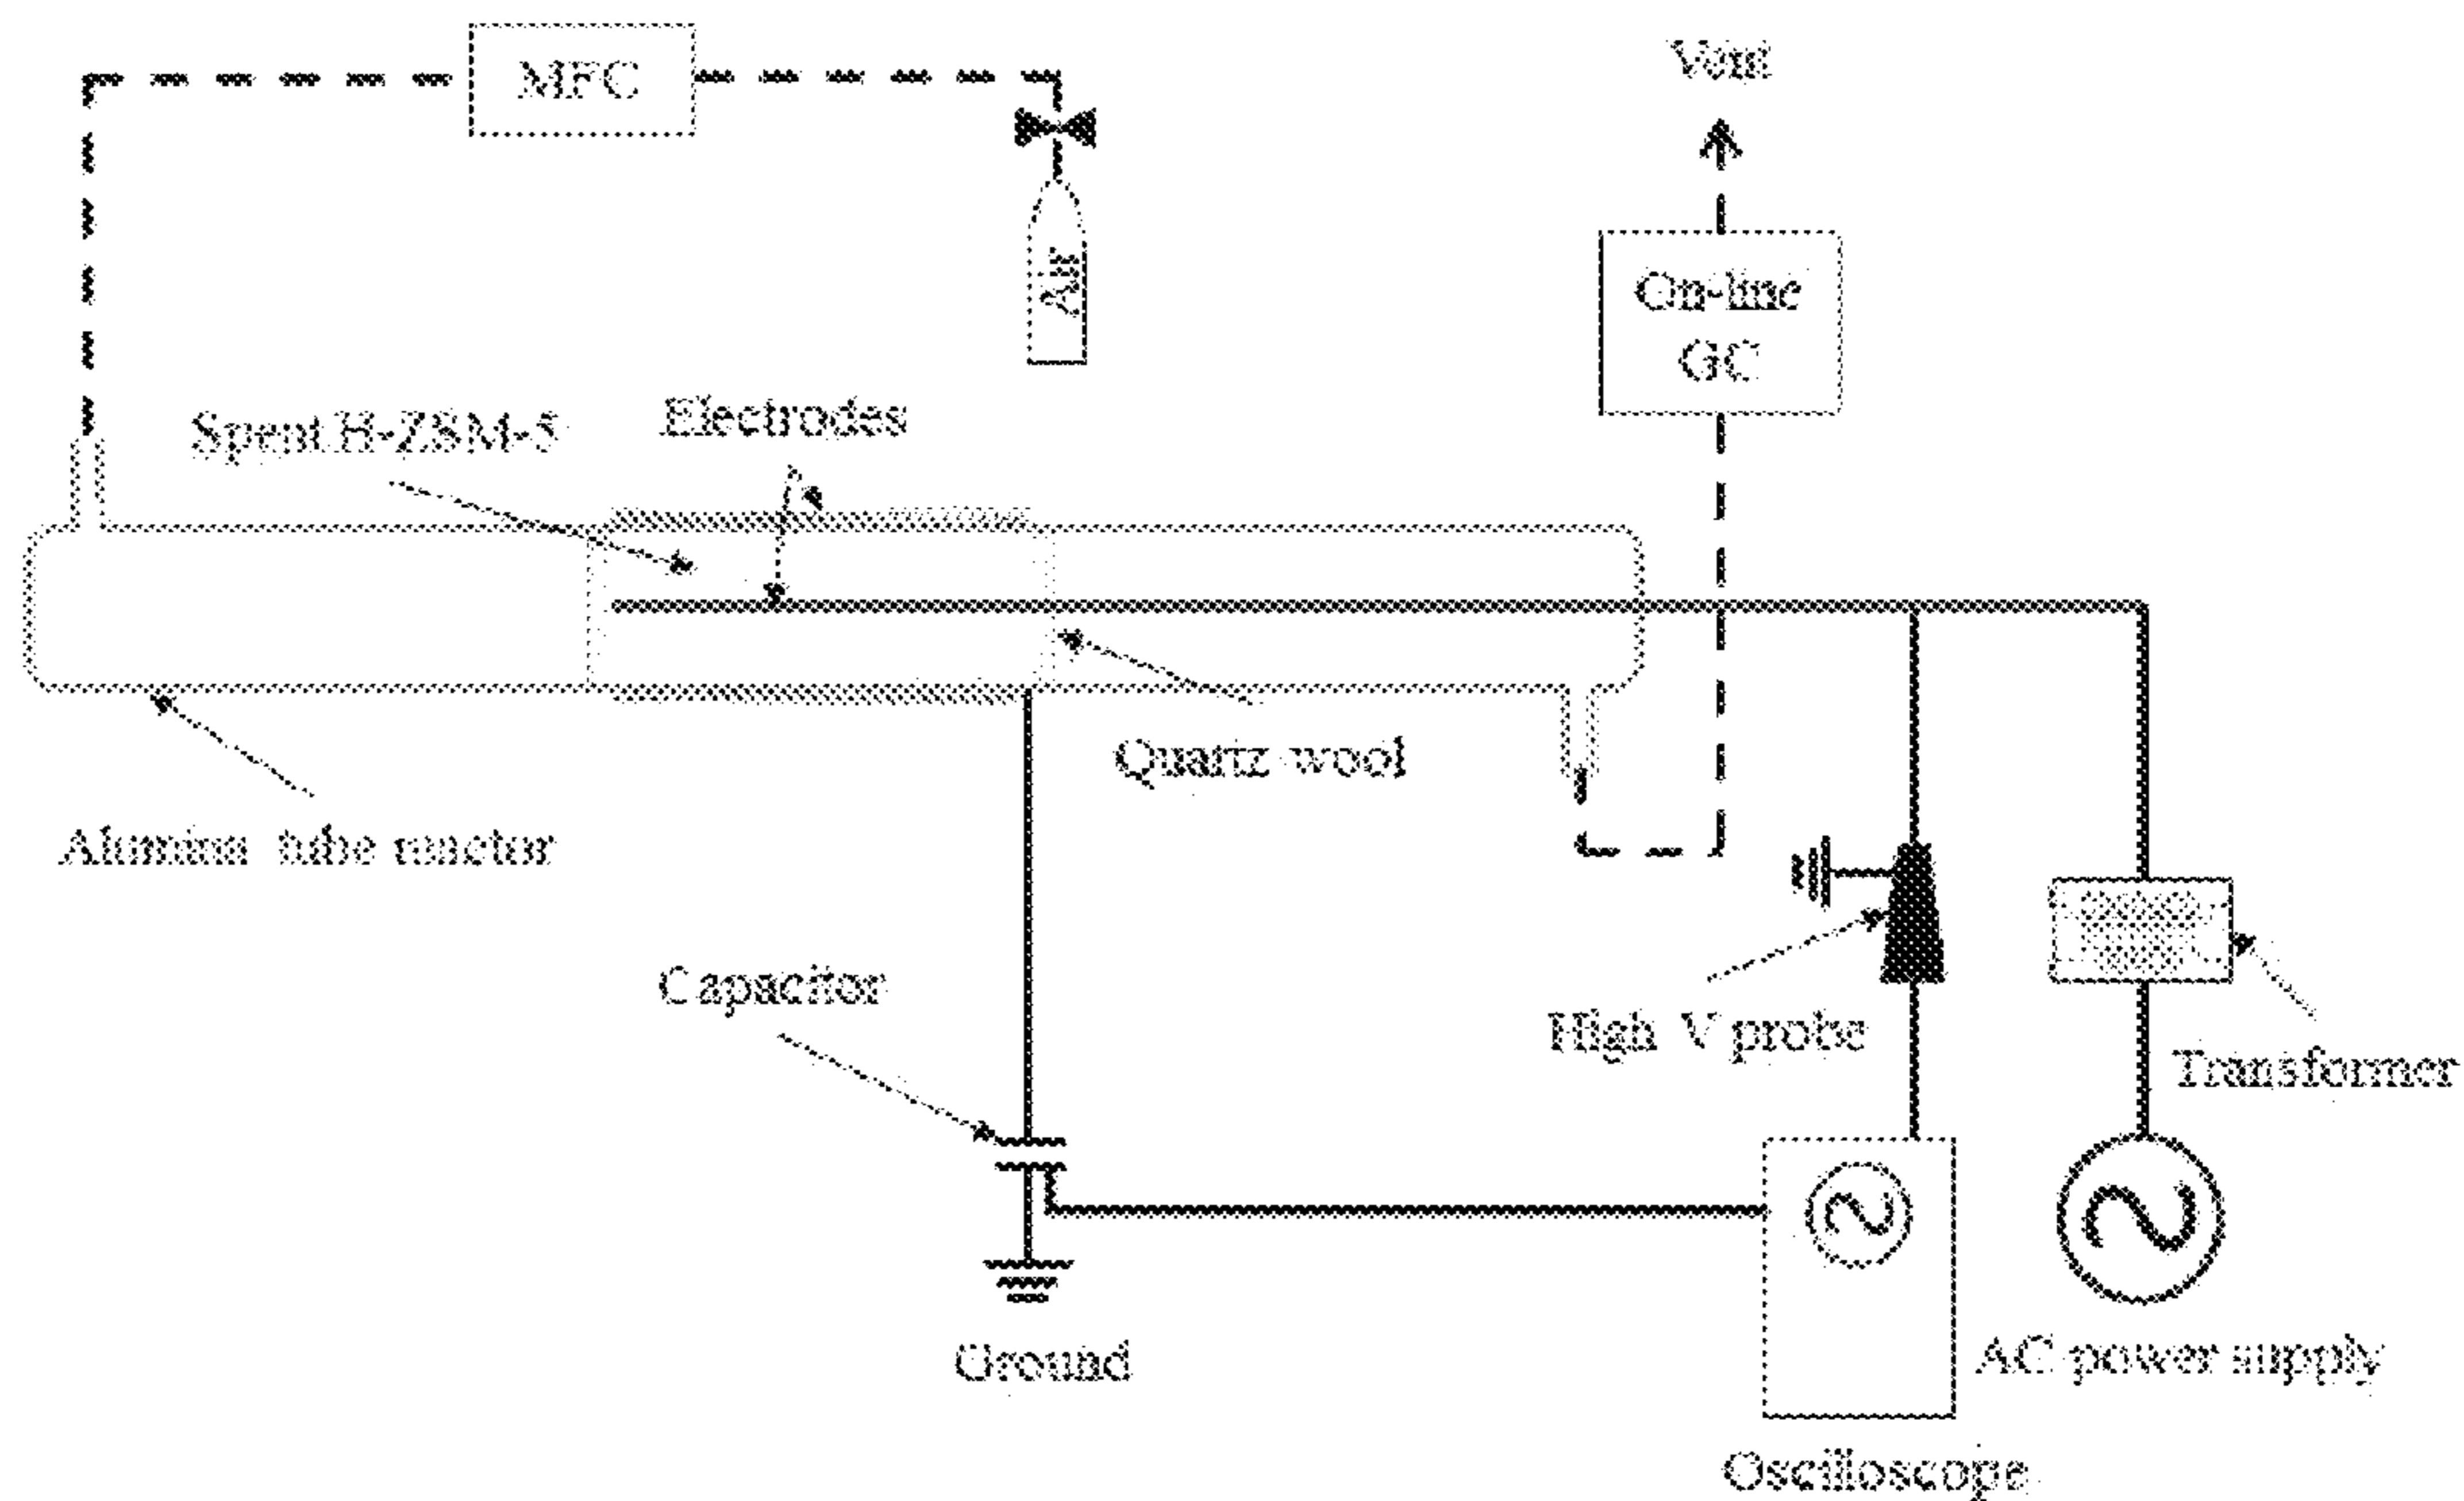 MFC
Vent
Air
On-line
GC
Electrodes
Spent H-ZSM-5
Quartz wool
Alumina tube reactor
Capacitor
High V probe
Transformer
Ground
AC power supply
Oscilloscope